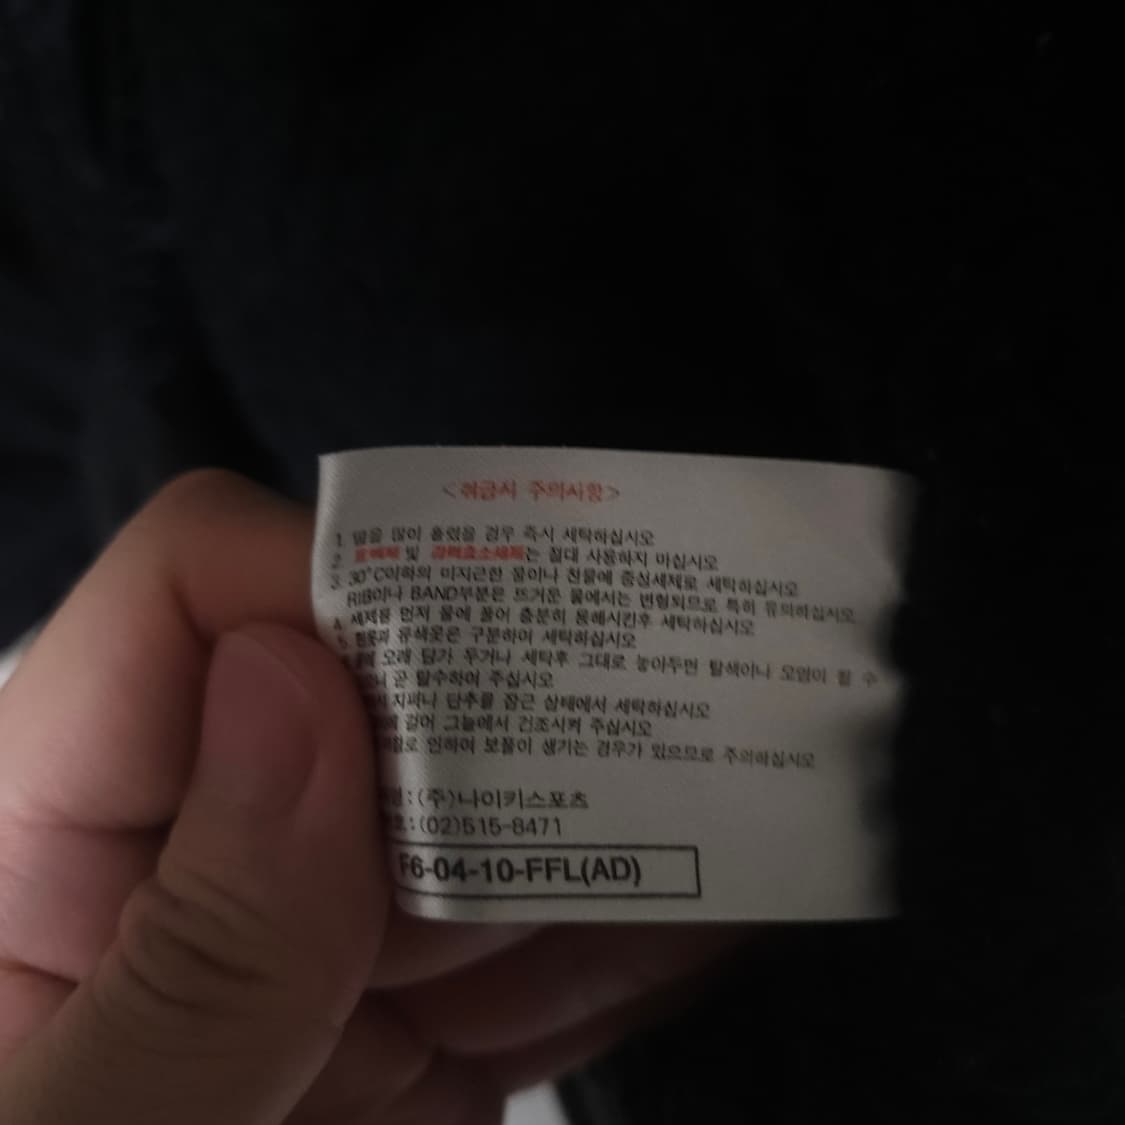 <취급시 주의사항>
1. 땀을 많이 흘렸을 경우 즉시 세탁하십시오
2. 표백제 및 강력효소세제는 절대 사용하지 마십시오
3. 30°C이하의 미지근한 물이나 찬물에 중성세제로 세탁하십시오
RIB이나 BAND부분은 뜨거운 물에서는 변형되므로 특히 유의하십시오
4. 세제를 먼저 물에 풀어 충분히 용해시킨후 세탁하십시오
5. 흰옷과 유색옷은 구분하여 세탁하십시오
오래 담가 두거나 세탁후 그대로 놓아두면 탈색이나 오염이 될 수
곧 탈수하여 주십시오
지퍼나 단추를 잠근 상태에서 세탁하십시오
걸어 그늘에서 건조시켜 주십시오
인하여 보풀이 생기는 경우가 있으므로 주의하십시오
:(주)나이키스포츠
:(02)515-8471
F6-04-10-FFL(AD)